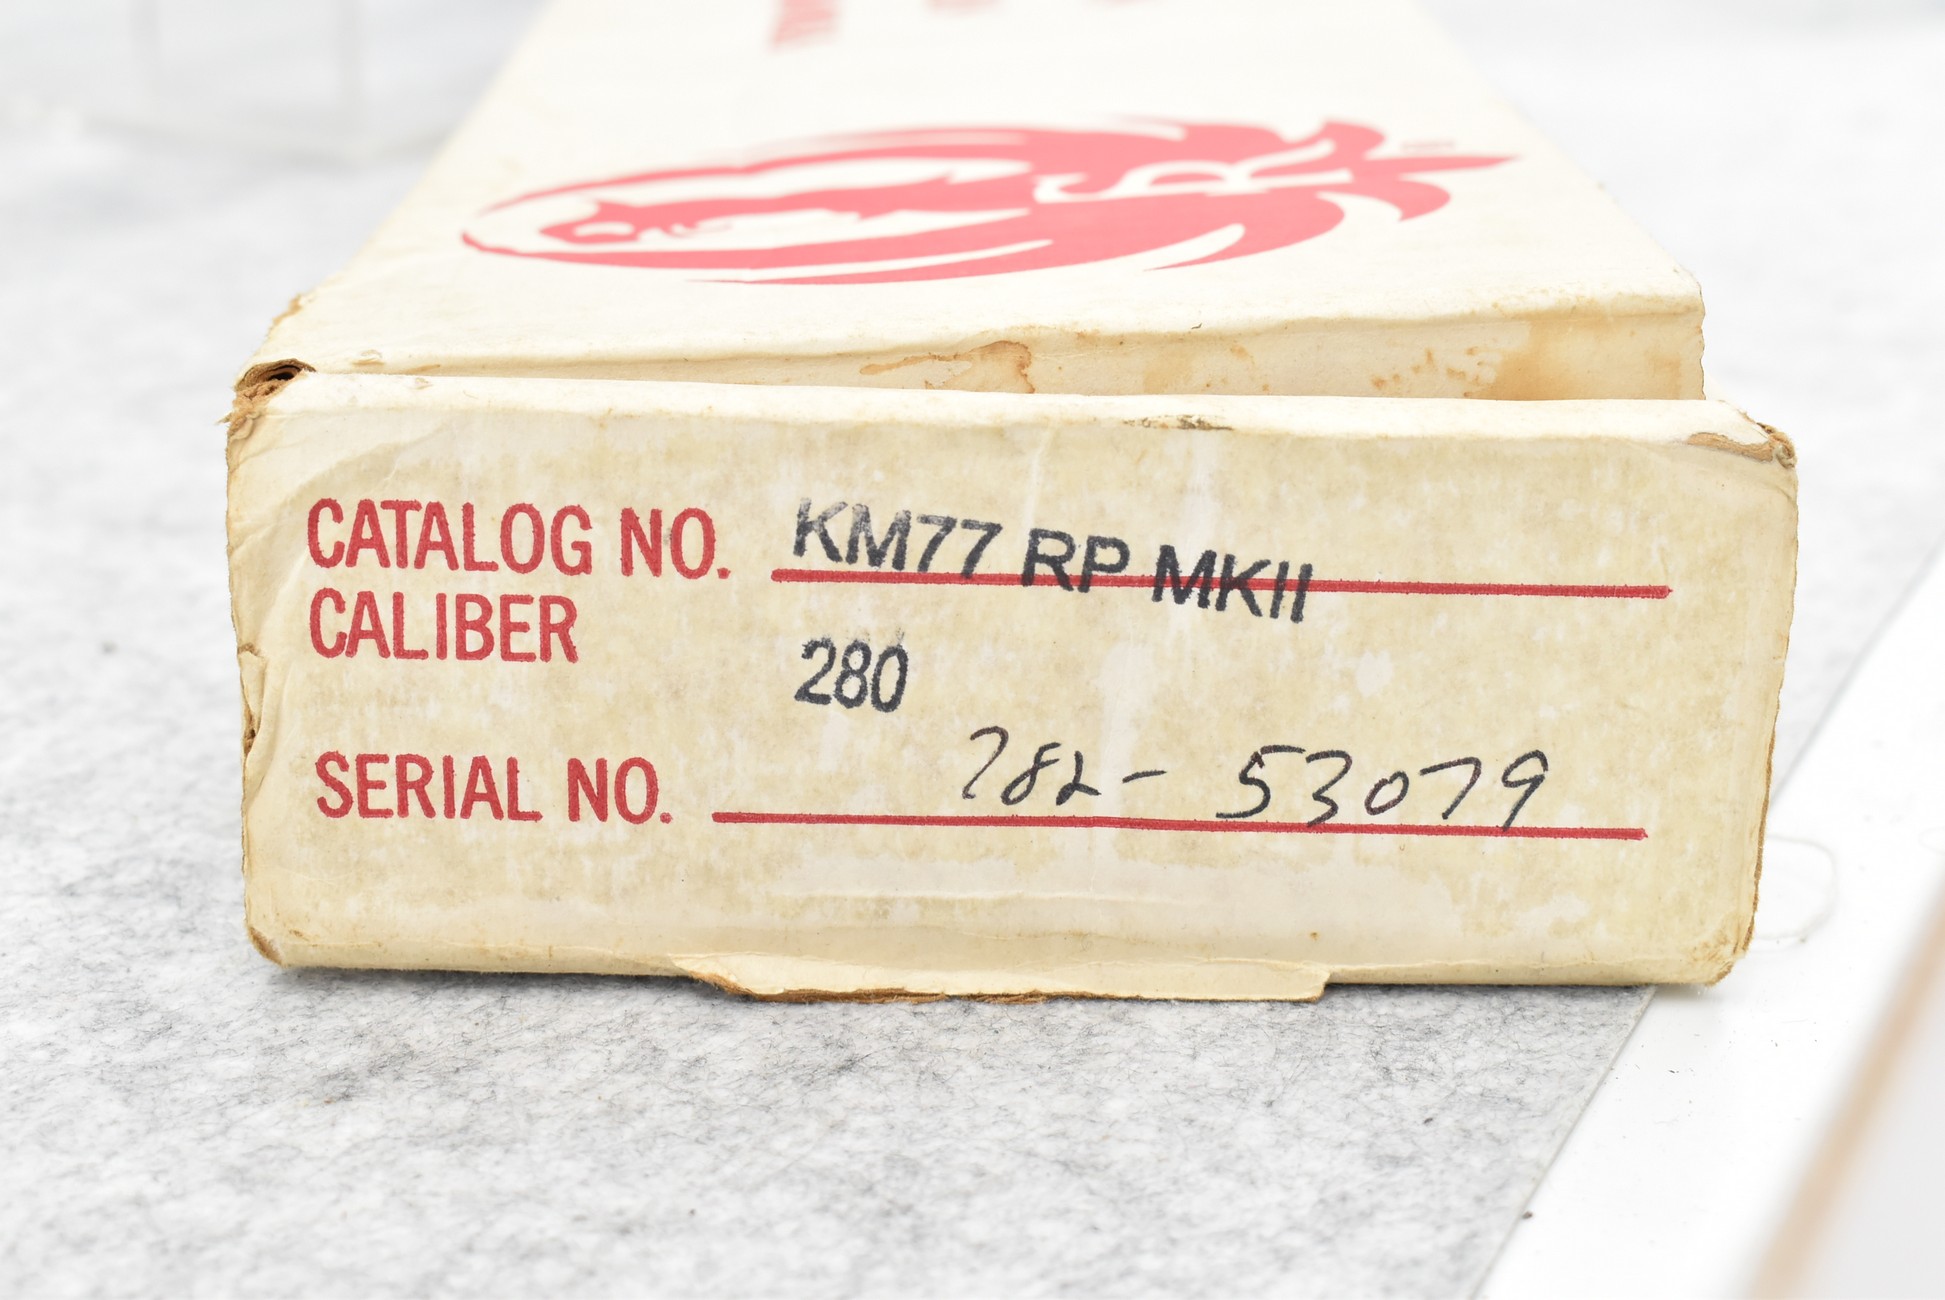 CATALOG NO. KM77 RP MKII
CALIBER 280
SERIAL NO. 782-53079